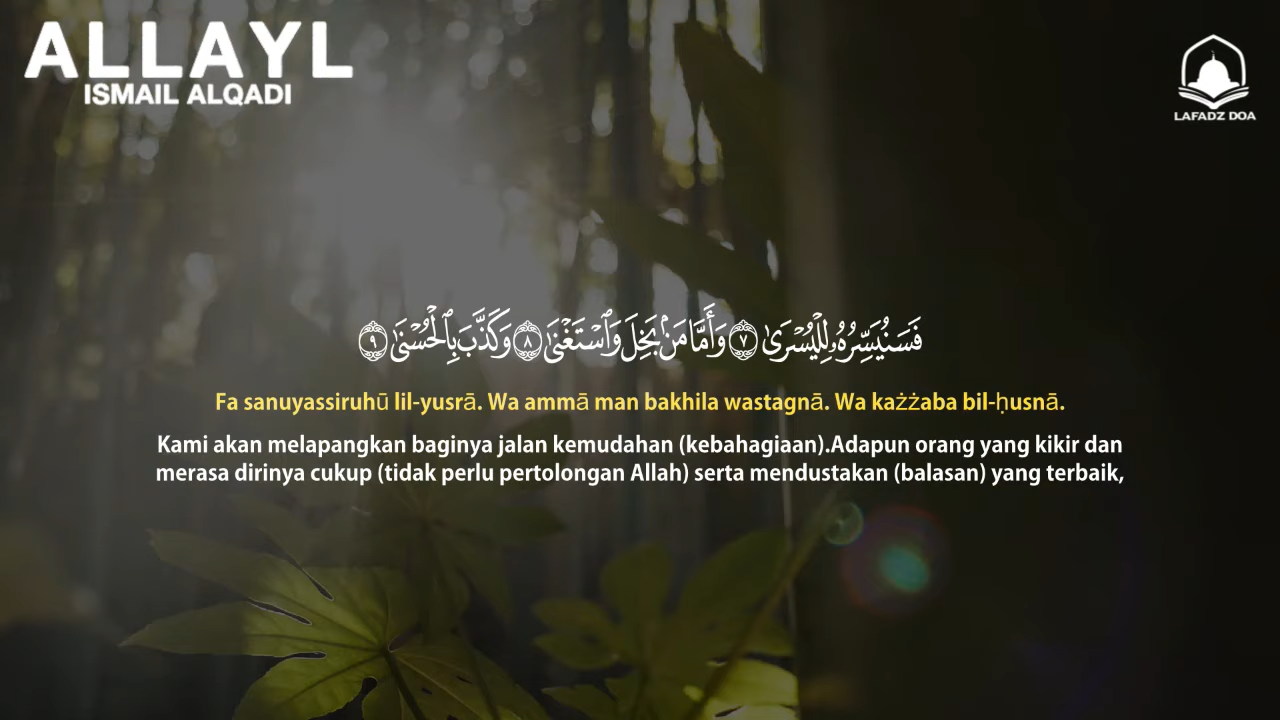 ALLAYL
ISMAIL ALQADI
LAFADZ DOA
فَسَنُيَسِّرُهُۥ لِلْيُسْرَىٰ ٧ وَأَمَّا مَنۢ بَخِلَ وَٱسْتَغْنَىٰ ٨ وَكَذَّبَ بِٱلْحُسْنَىٰ ٩
Fa sanuyassiruhū lil-yusrā. Wa ammā man bakhila wastagnā. Wa każżaba bil-ḥusnā.
Kami akan melapangkan baginya jalan kemudahan (kebahagiaan).Adapun orang yang kikir dan
merasa dirinya cukup (tidak perlu pertolongan Allah) serta mendustakan (balasan) yang terbaik,